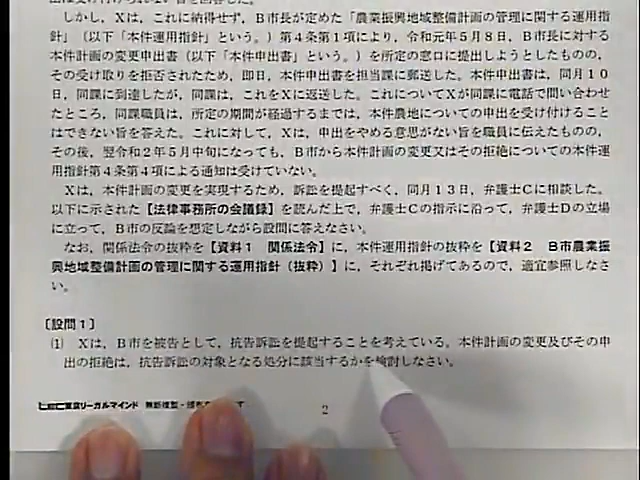 しかし、Xは、これに納得せず、B市長が定めた「農業振興地域整備計画の管理に関する運用指
針」(以下「本件運用指針」という。)第4条第1項により、令和元年5月8日、B市長に対する
本件計画の変更申出書(以下「本件申出書」という。)を所定の窓口に提出しようとしたものの、
その受け取りを拒否されたため、即日、本件申出書を担当課に郵送した。本件申出書は、同月10
日、同課に到達したが、同課は、これをXに返送した。これについてXが同課に電話で問い合わせ
たところ、同課職員は、所定の期間が経過するまでは、本件農地についての申出を受け付けること
はできない旨を答えた。これに対して、Xは、申出をやめる意思がない旨を職員に伝えたものの、
その後、翌令和2年5月中旬になっても、B市から本件計画の変更又はその拒絶についての本件運
用指針第4条第4項による通知は受けていない。
Xは、本件計画の変更を実現するため、訴訟を提起すべく、同月13日、弁護士Cに相談した。
以下に示された【法律事務所の会議録】を読んだ上で、弁護士Cの指示に沿って、弁護士Dの立場
に立って、B市の反論を想定しながら設問に答えなさい。
なお、関係法令の抜粋を【資料1 関係法令】に、本件運用指針の抜粋を【資料2 B市農業振
興地域整備計画の管理に関する運用指針(抜粋)】に、それぞれ掲げてあるので、適宜参照しなさ
い。
〔設問1〕
(1) Xは、B市を被告として、抗告訴訟を提起することを考えている。本件計画の変更及びその申
出の拒絶は、抗告訴訟の対象となる処分に該当するかを検討しなさい。
東京リーガルマインド 無断複製・
2